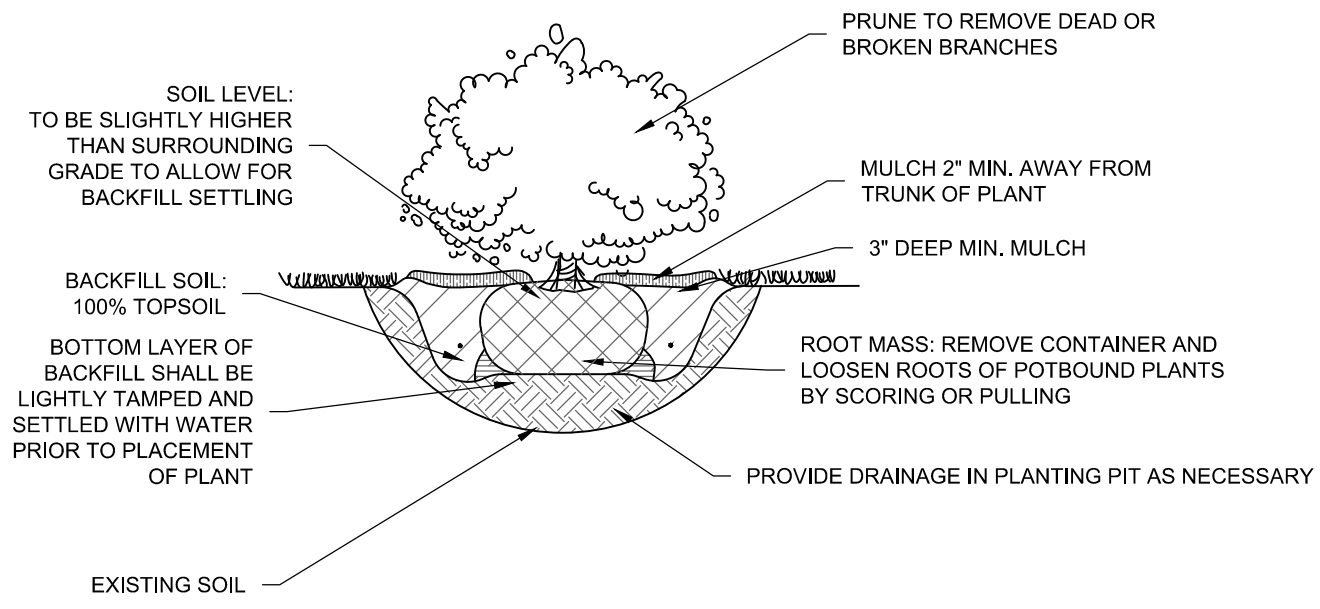 PRUNE TO REMOVE DEAD OR
BROKEN BRANCHES
SOIL LEVEL:
TO BE SLIGHTLY HIGHER
THAN SURROUNDING
GRADE TO ALLOW FOR
BACKFILL SETTLING
MULCH 2" MIN. AWAY FROM
TRUNK OF PLANT
3" DEEP MIN. MULCH
BACKFILL SOIL:
100% TOPSOIL
BOTTOM LAYER OF
BACKFILL SHALL BE
LIGHTLY TAMPED AND
SETTLED WITH WATER
PRIOR TO PLACEMENT
OF PLANT
ROOT MASS: REMOVE CONTAINER AND
LOOSEN ROOTS OF POTBOUND PLANTS
BY SCORING OR PULLING
PROVIDE DRAINAGE IN PLANTING PIT AS NECESSARY
EXISTING SOIL